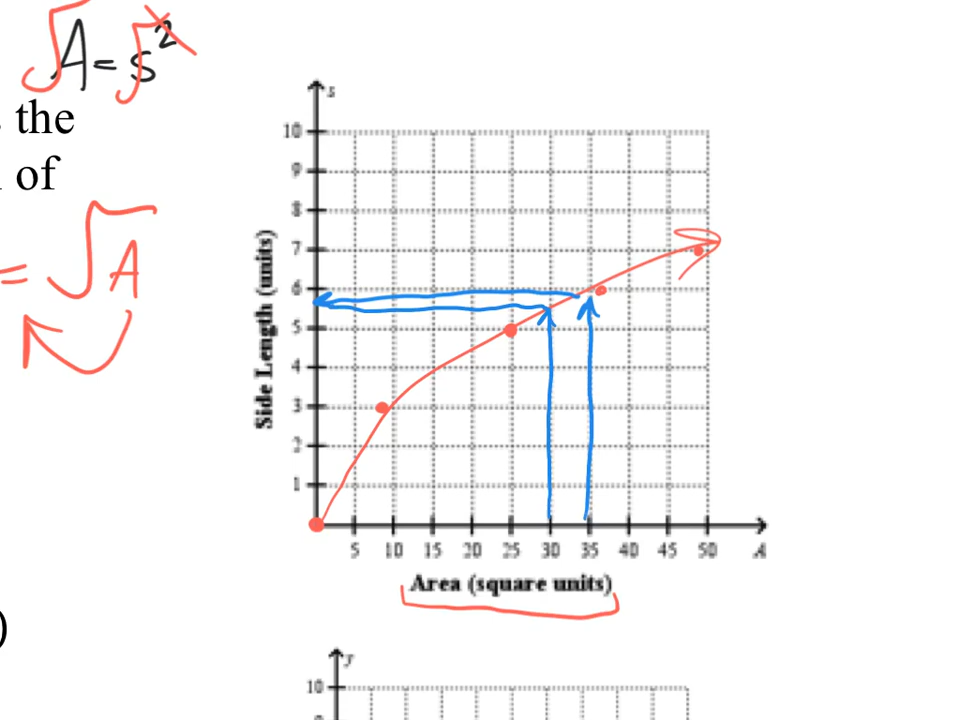 √A = √s²
the
of
= √A
)
s
10
9
8
7
6
5
4
3
2
1
Side Length (units)
5 10 15 20 25 30 35 40 45 50 A
Area (square units)
y
10